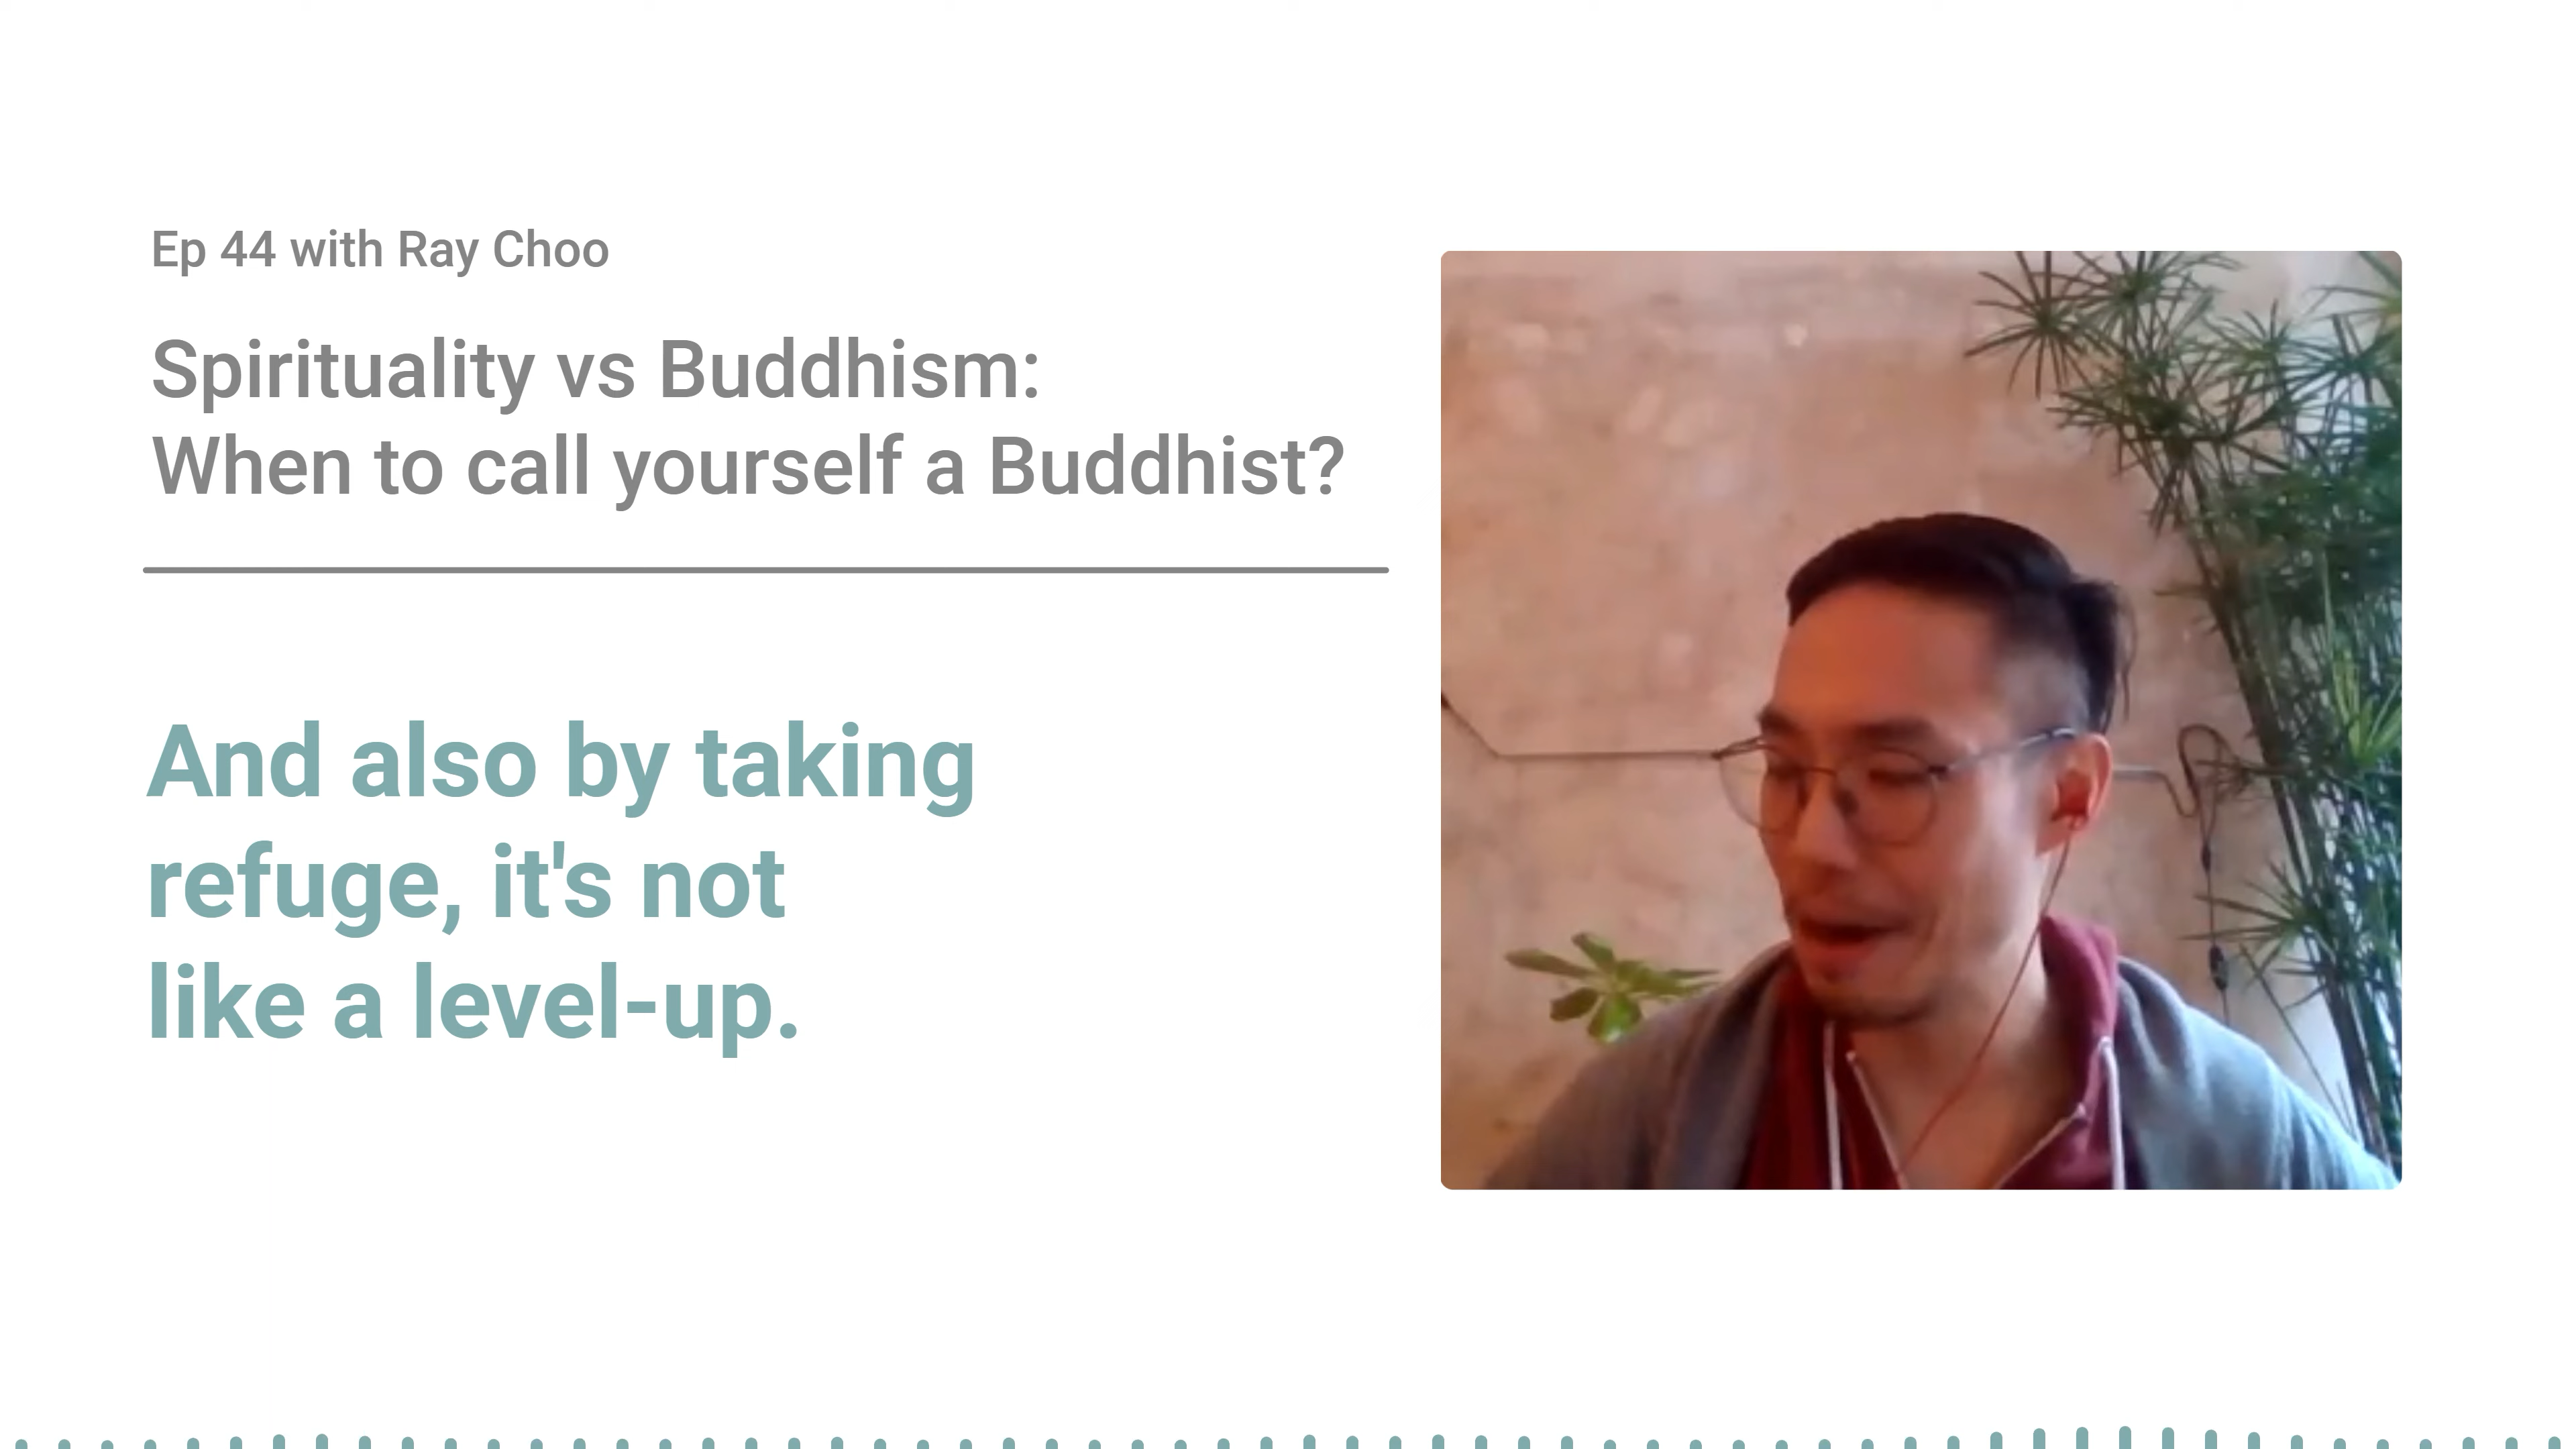 Ep 44 with Ray Choo
Spirituality vs Buddhism:
When to call yourself a Buddhist?
And also by taking
refuge, it's not
like a level-up.